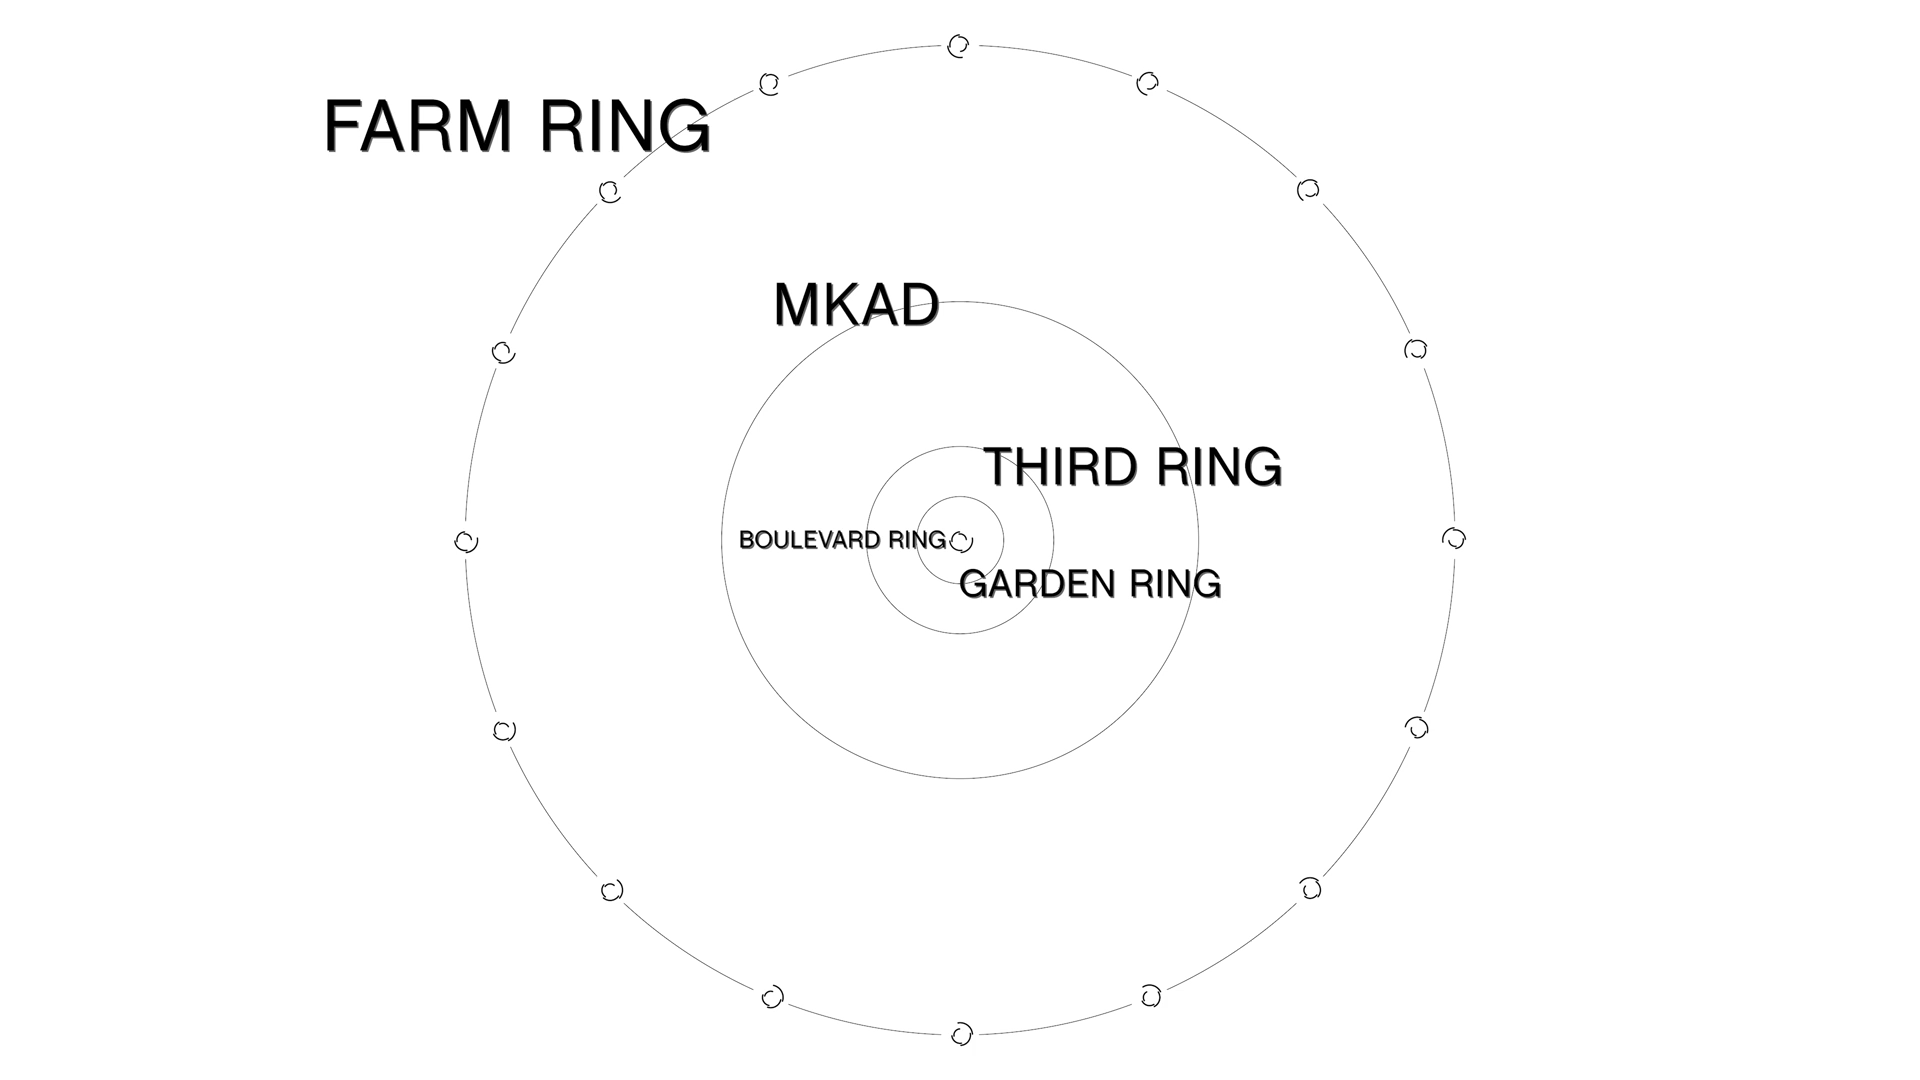 FARM RING
MKAD
THIRD RING
BOULEVARD RING
GARDEN RING